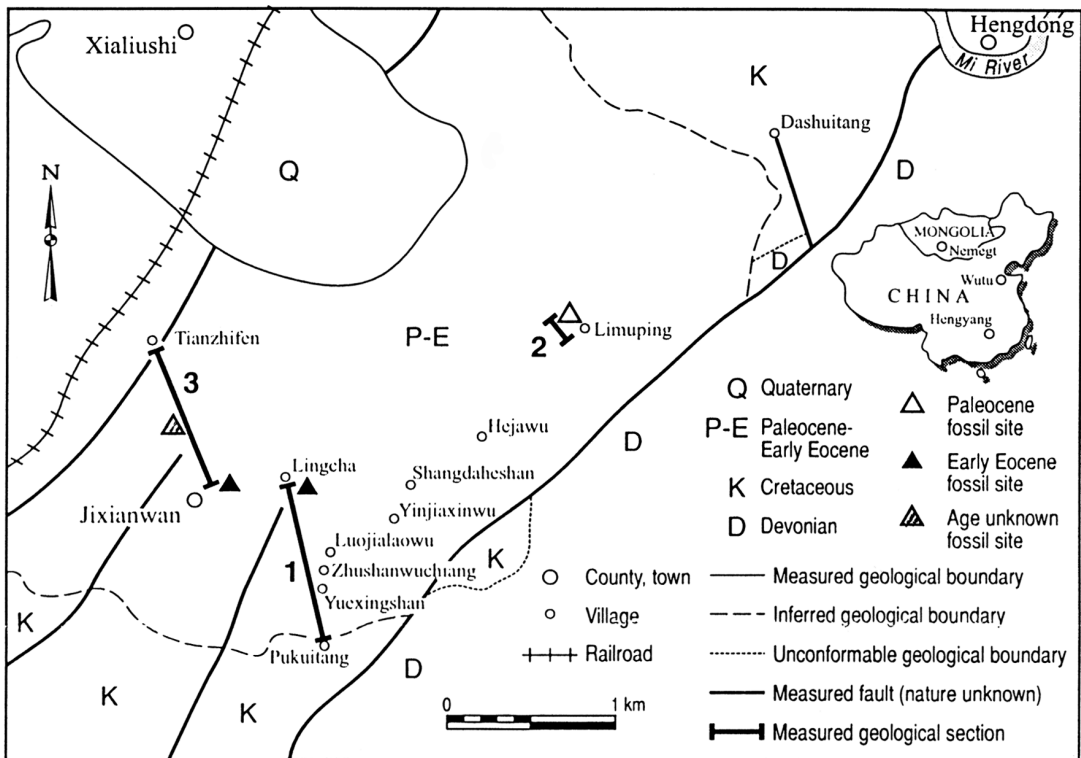 Xialiushi
Hengdong
Mi River
K
Dashuitang
N
Q
D
MONGOLIA
Nemegt
Wutu
CHINA
Hengyang
D
Tianzhifen
3
P-E
2
Limuping
Hejawu
D
Lingcha
Shangdaheshan
Jixianwan
Yinjiaxinwu
Luojialaowu
K
1
Zhushanwuchang
Yuexingshan
K
Pukuitang
D
K
K
Q Quaternary
P-E Paleocene-
Early Eocene
K Cretaceous
D Devonian
Paleocene
fossil site
Early Eocene
fossil site
Age unknown
fossil site
County, town
Village
Railroad
Measured geological boundary
Inferred geological boundary
Unconformable geological boundary
Measured fault (nature unknown)
Measured geological section
0 1 km